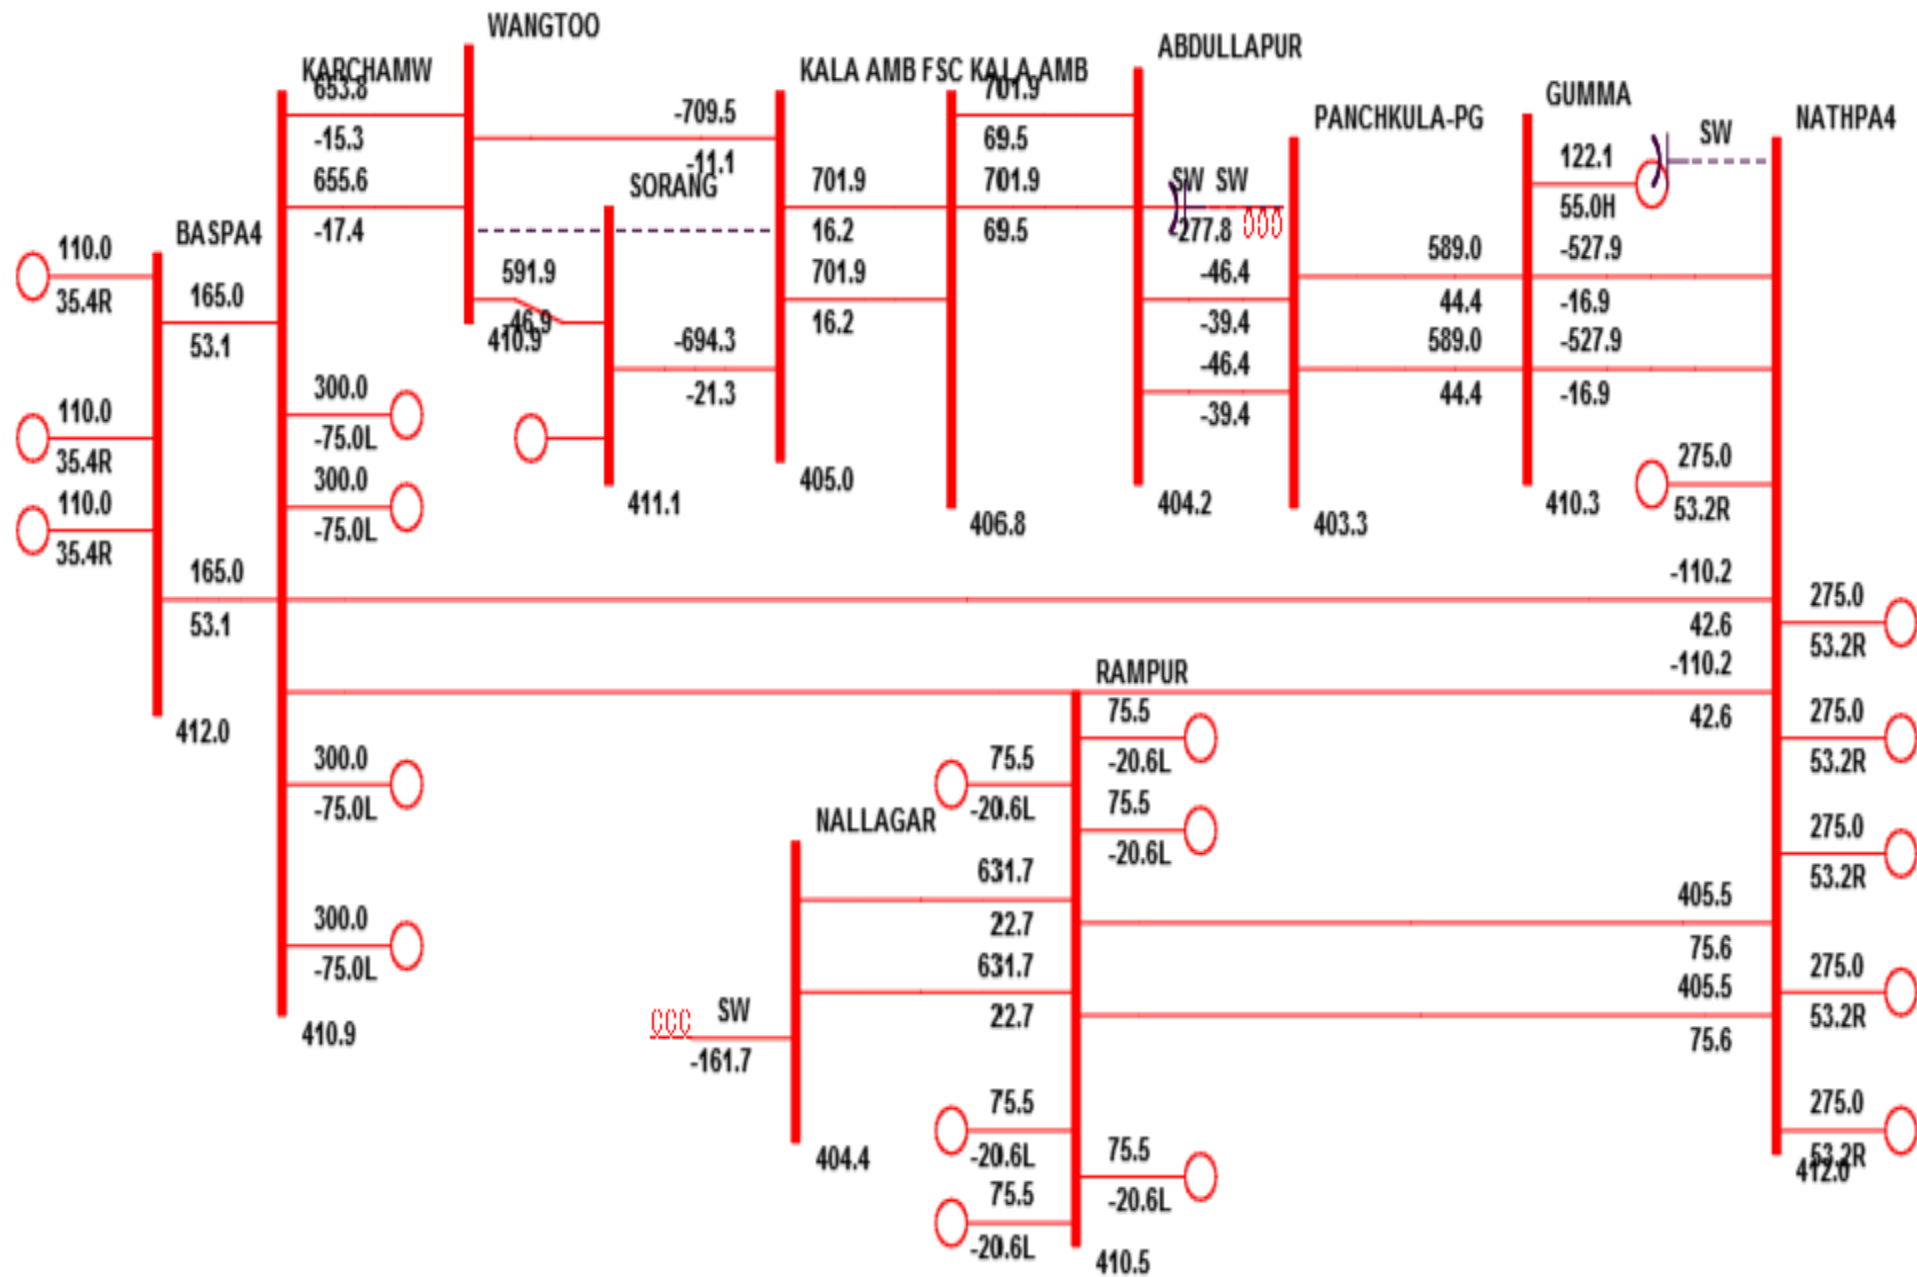 WANGTOO
ABDULLAPUR
KARCHAMW
KALA AMB FSC KALA AMB
GUMMA
PANCHKULA-PG
NATHPA4
SW
653.8
-15.3
655.6
-17.4
-709.5
-11.1
SORANG
701.9
16.2
701.9
16.2
701.9
69.5
701.9
69.5
SW SW
-277.8
-46.4
-39.4
-46.4
-39.4
122.1
55.0H
589.0
44.4
589.0
44.4
-527.9
-16.9
-527.9
-16.9
BASPA4
110.0
35.4R
110.0
35.4R
110.0
35.4R
165.0
53.1
165.0
53.1
412.0
591.9
-46.9
410.9
-694.3
-21.3
411.1
405.0
406.8
404.2
403.3
410.3
300.0
-75.0L
300.0
-75.0L
300.0
-75.0L
300.0
-75.0L
410.9
275.0
53.2R
-110.2
42.6
-110.2
42.6
275.0
53.2R
275.0
53.2R
275.0
53.2R
275.0
53.2R
275.0
53.2R
412.0
RAMPUR
75.5
-20.6L
75.5
-20.6L
75.5
-20.6L
NALLAGAR
631.7
22.7
631.7
22.7
SW
-161.7
404.4
405.5
75.6
405.5
75.6
75.5
-20.6L
75.5
-20.6L
75.5
-20.6L
410.5